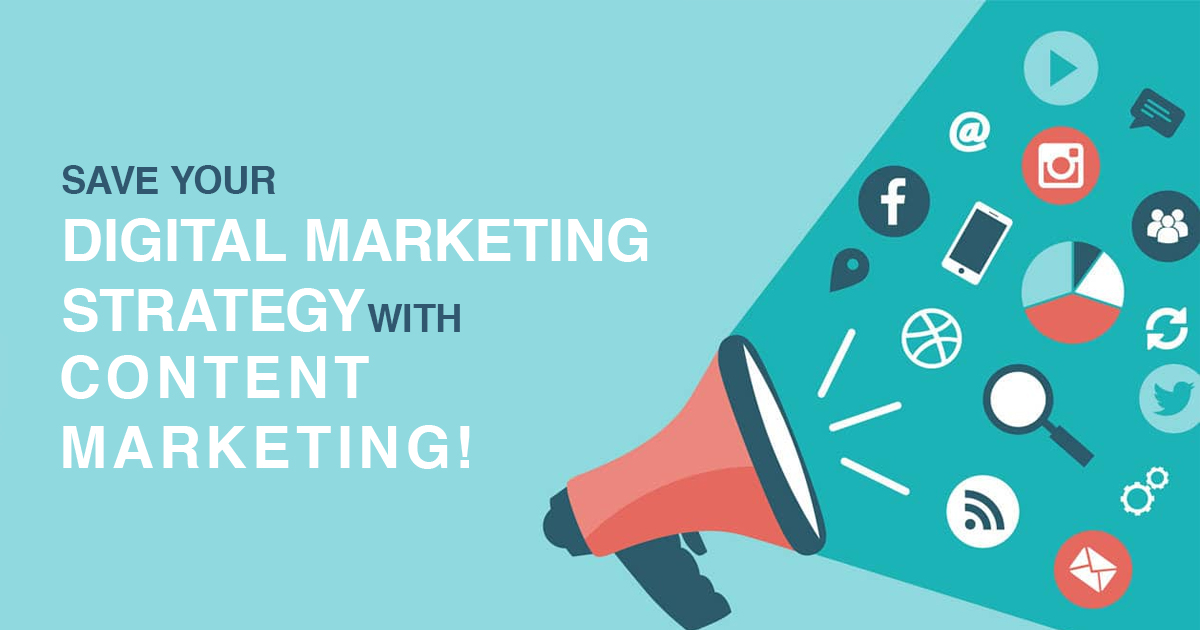 SAVE YOUR
DIGITAL MARKETING
STRATEGY WITH
CONTENT
MARKETING!